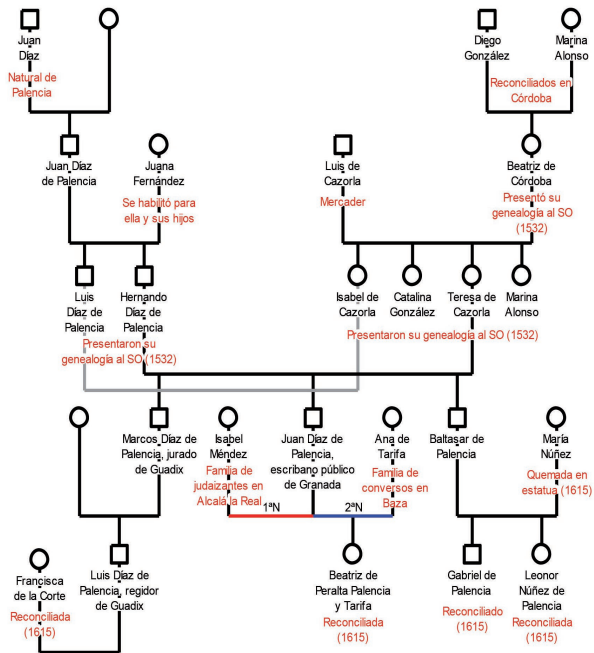 Juan
Díaz
Natural de
Palencia
Diego
González
Marina
Alonso
Reconciliados en
Córdoba
Juan Díaz
de Palencia
Juana
Fernández
Se habilitó para
ella y sus hijos
Luis de
Cazorla
Mercader
Beatriz de
Córdoba
Presentó su
genealogía al SO
(1532)
Luis
Díaz de
Palencia
Hernando
Díaz de
Palencia
Presentaron su
genealogía al SO (1532)
Isabel de
Cazorla
Catalina
González
Teresa de
Cazorla
Marina
Alonso
Presentaron su genealogía al SO (1532)
Marcos Díaz de
Palencia, jurado
de Guadix
Isabel
Méndez
Familia de
judaizantes en
Alcalá la Real
Juan Díaz de
Palencia,
escribano público
de Granada
Ana de
Tarifa
Familia de
conversos en
Baza
Baltasar de
Palencia
María
Núñez
Quemada en
estatua (1615)
1ªN
2ªN
Francisca
de la Corte
Reconciliada
(1615)
Luis Díaz de
Palencia, regidor
de Guadix
Beatriz de
Peralta Palencia
y Tarifa
Reconciliada
(1615)
Gabriel de
Palencia
Reconciliado
(1615)
Leonor
Núñez de
Palencia
Reconciliada
(1615)